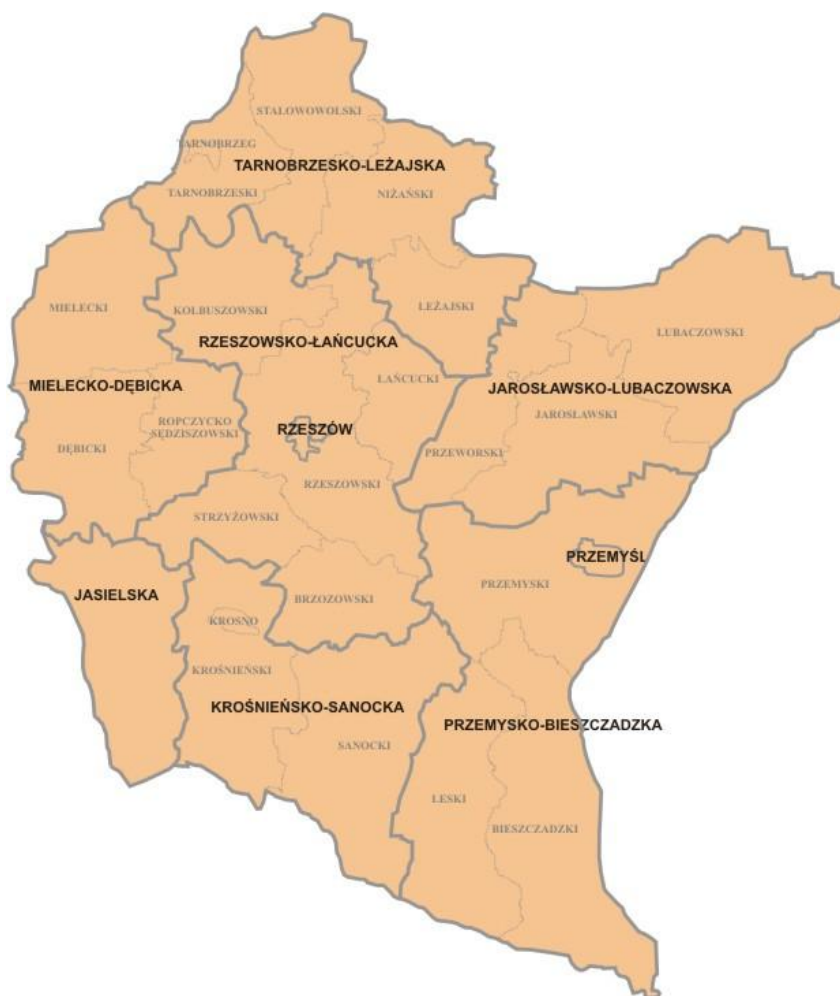 STALOWOWOLSKI
TARNOBRZEG
TARNOBRZESKO-LEŻAJSKA
TARNOBRZESKI
NIŻAŃSKI
MIELECKI
KOLBUSZOWSKI
LEŻAJSKI
LUBACZOWSKI
RZESZOWSKO-ŁAŃCUCKA
ŁAŃCUCKI
MIELECKO-DĘBICKA
JAROSŁAWSKO-LUBACZOWSKA
JAROSŁAWSKI
ROPCZYCKO
SĘDZISZOWSKI
RZESZÓW
DĘBICKI
PRZEWORSKI
RZESZOWSKI
STRZYŻOWSKI
PRZEMYŚL
PRZEMYSKI
JASIELSKA
BRZOZOWSKI
KROSNO
KROŚNIEŃSKI
KROŚNIEŃSKO-SANOCKA
PRZEMYSKO-BIESZCZADZKA
SANOCKI
LESKI
BIESZCZADZKI